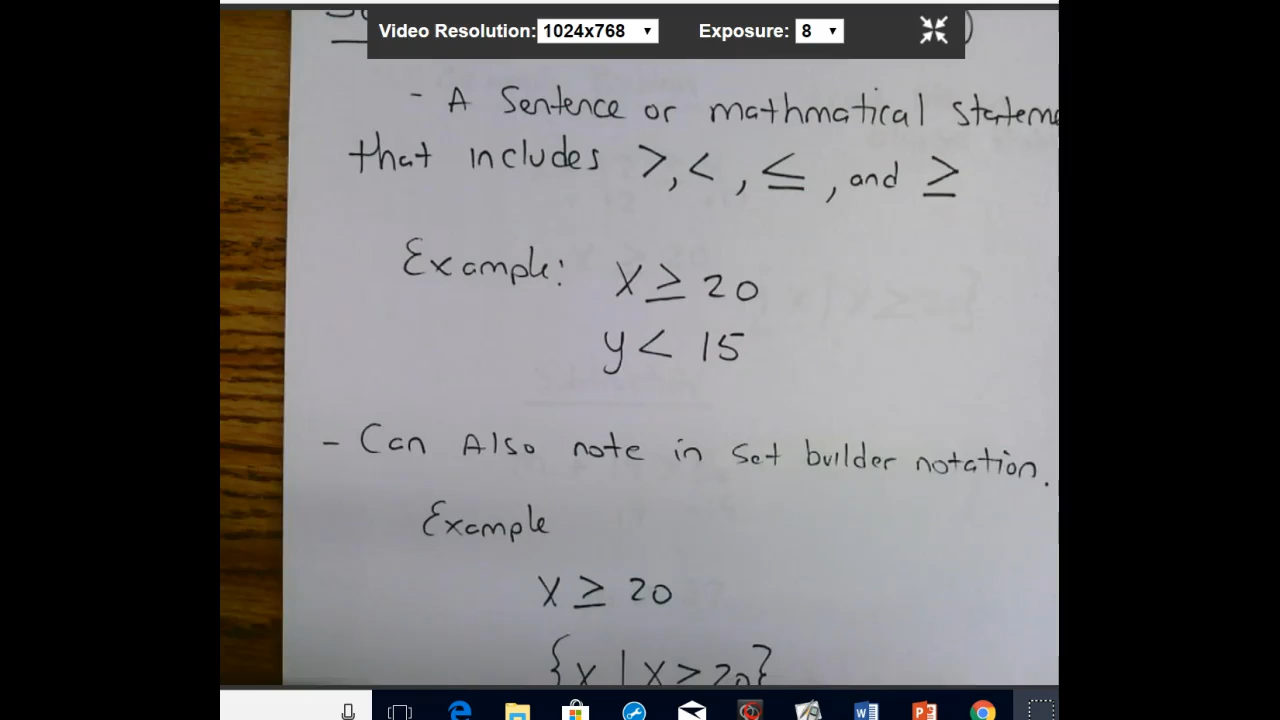 Video Resolution: 1024x768 Exposure: 8
- A Sentence or mathmatical stateme
that includes >, <, ≤, and ≥
Example: x ≥ 20
y < 15
- Can Also note in set builder notation.
Example
x ≥ 20
{x | x ≥ 20}